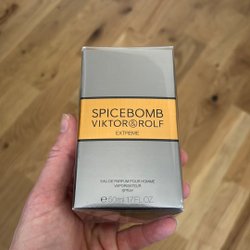 SPICEBOMB
VIKTOR&ROLF
EXTREME
EAU DE PARFUM POUR HOMME
VAPORISATEUR
SPRAY
e 50ml 1.7FL.OZ.